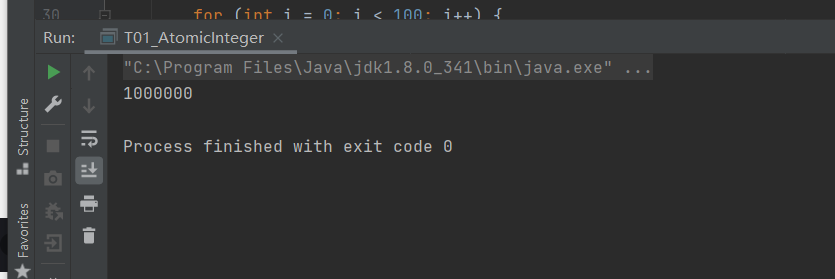 30 for (int i = 0; i < 100; i++) {
Run: T01_AtomicInteger
"C:\Program Files\Java\jdk1.8.0_341\bin\java.exe" ...
1000000
Process finished with exit code 0
Structure
Favorites